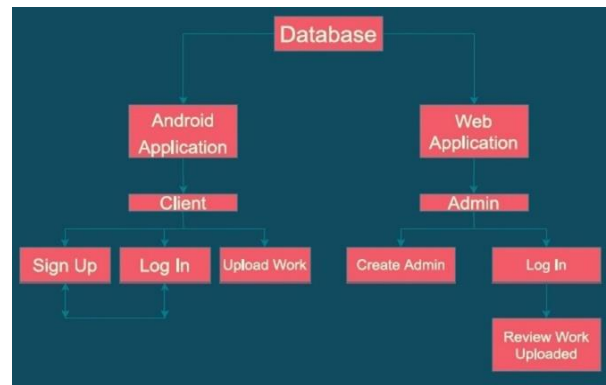 Database
Android
Application
Web
Application
Client
Admin
Sign Up
Log In
Upload Work
Create Admin
Log In
Review Work
Uploaded